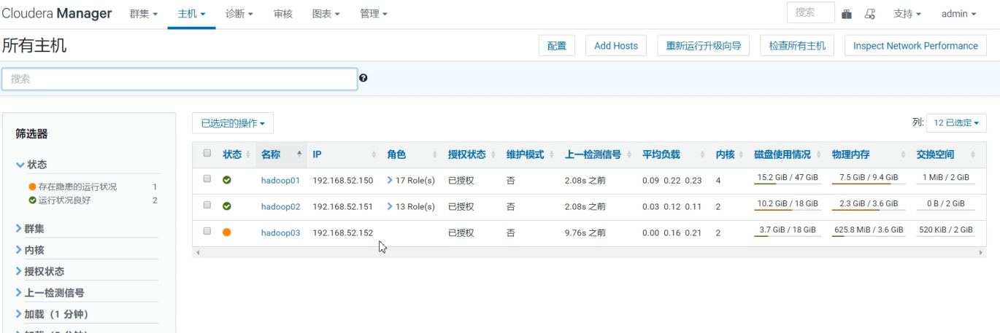 Cloudera Manager 群集 主机 诊断 审核 图表 管理 搜索 支持 admin
所有主机 配置 Add Hosts 重新运行升级向导 检查所有主机 Inspect Network Performance
搜索
筛选器
状态
存在隐患的运行状况 1
运行状况良好 2
群集
内核
授权状态
上一检测信号
加载（1 分钟）
已选定的操作 列: 12 已选定
状态 名称 IP 角色 授权状态 维护模式 上一检测信号 平均负载 内核 磁盘使用情况 物理内存 交换空间
hadoop01 192.168.52.150 17 Role(s) 已授权 否 2.08s 之前 0.09 0.22 0.23 4 15.2 GiB / 47 GiB 7.5 GiB / 9.4 GiB 1 MiB / 2 GiB
hadoop02 192.168.52.151 13 Role(s) 已授权 否 2.08s 之前 0.03 0.12 0.11 2 10.2 GiB / 18 GiB 2.3 GiB / 3.6 GiB 0 B / 2 GiB
hadoop03 192.168.52.152 已授权 否 9.76s 之前 0.00 0.16 0.21 2 3.7 GiB / 18 GiB 625.8 MiB / 3.6 GiB 520 KiB / 2 GiB